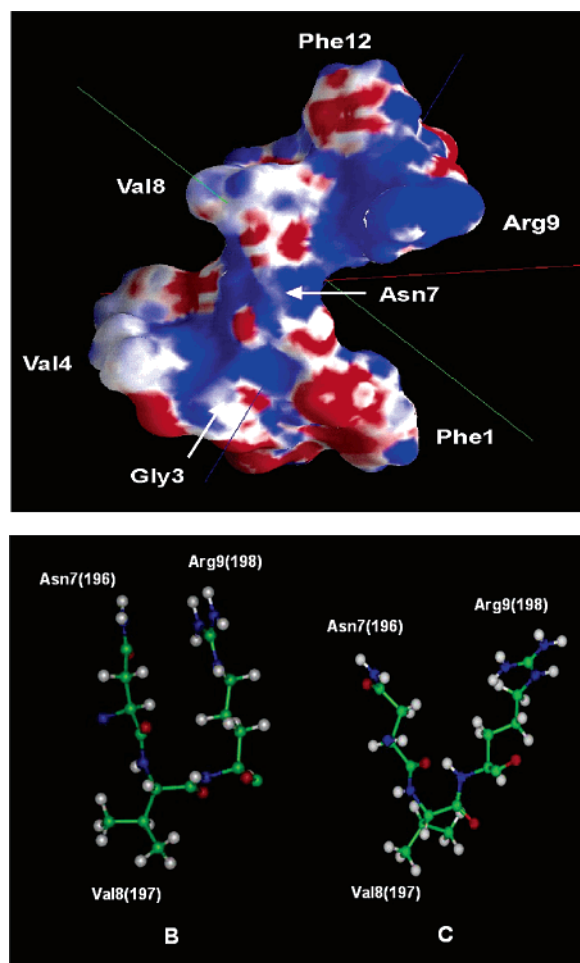 Phe12
Val8
Arg9
Asn7
Val4
Phe1
Gly3
Asn7(196)
Arg9(198)
Val8(197)
B
Asn7(196)
Arg9(198)
Val8(197)
C